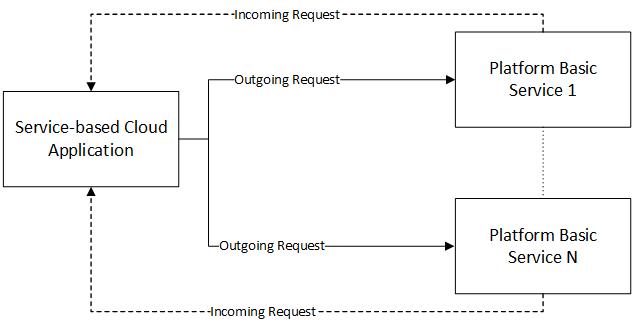 Incoming Request
Platform Basic
Service 1
Outgoing Request
Service-based Cloud
Application
Platform Basic
Service N
Outgoing Request
Incoming Request